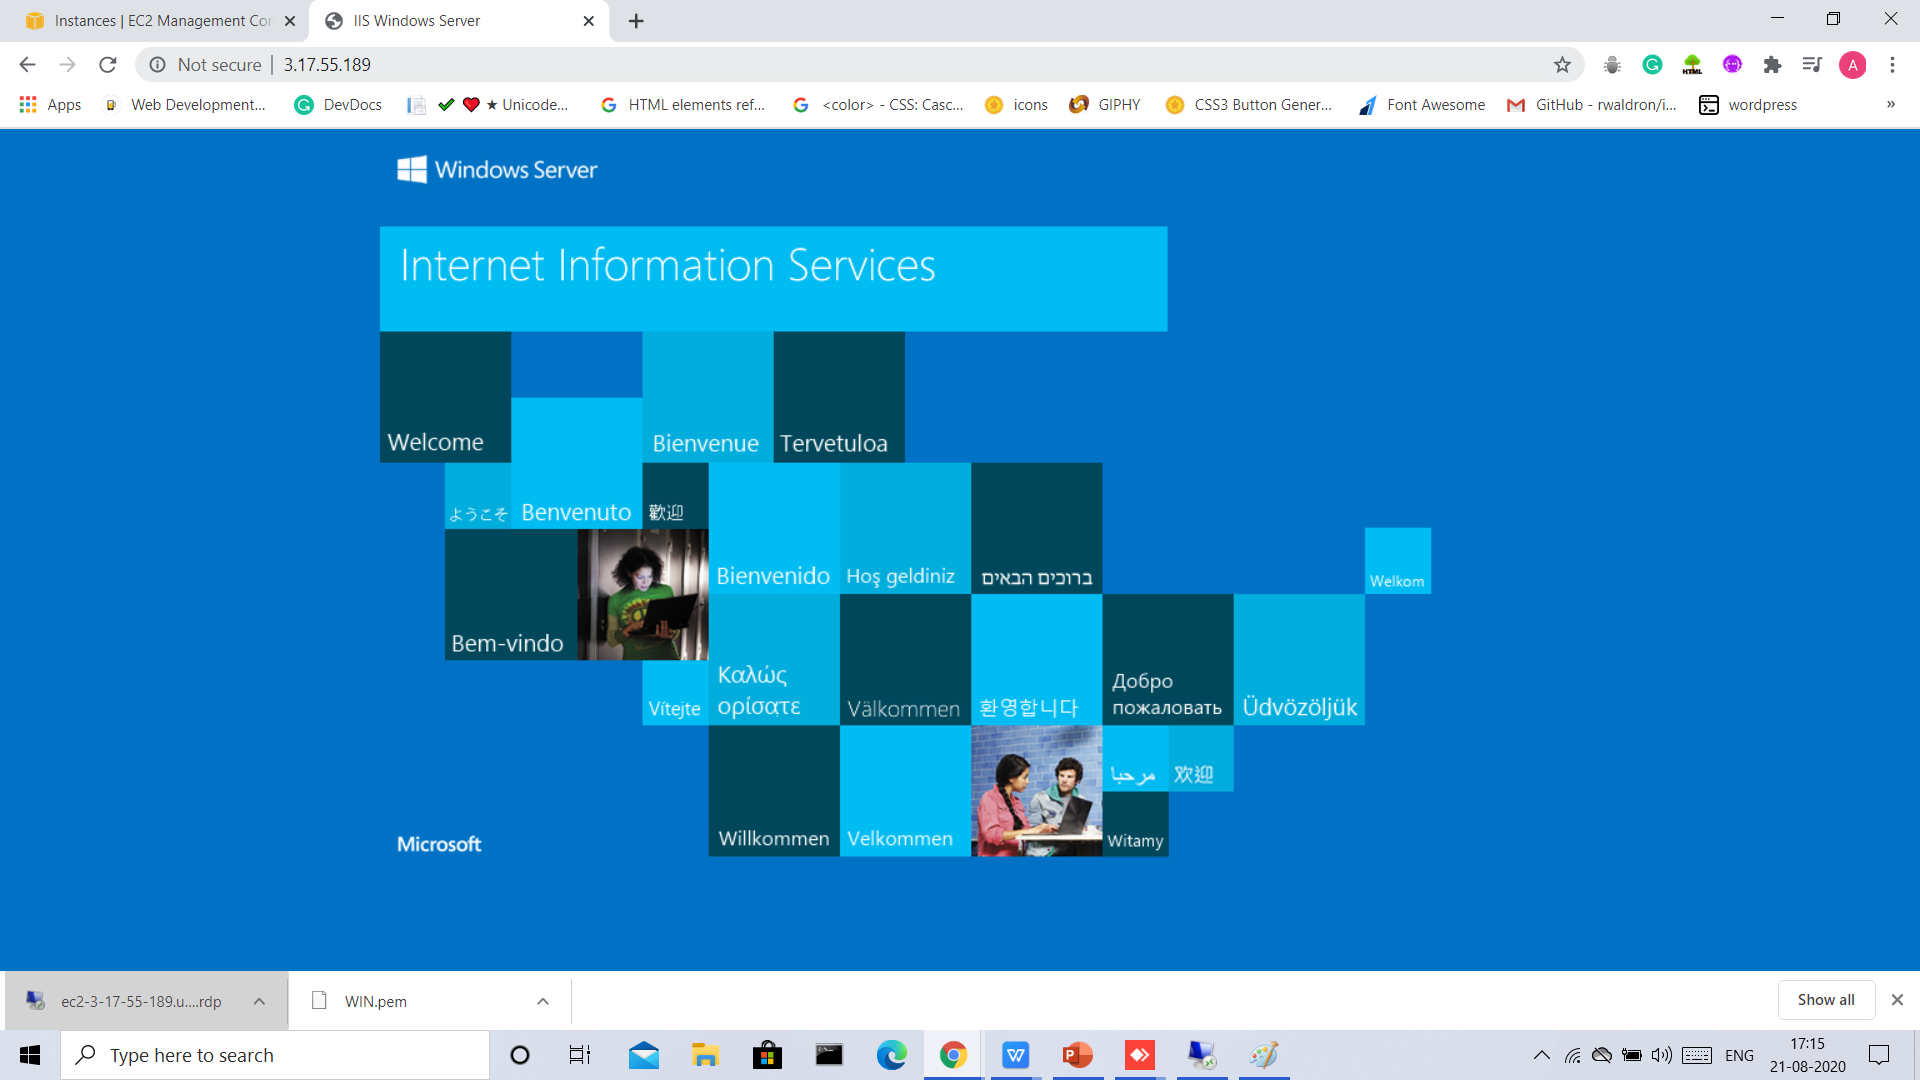 Instances | EC2 Management Con
IIS Windows Server
Not secure | 3.17.55.189
A
Apps
Web Development...
DevDocs
★ Unicode...
HTML elements ref...
<color> - CSS: Casc...
icons
GIPHY
CSS3 Button Gener...
Font Awesome
GitHub - rwaldron/i...
wordpress
»
Windows Server
Internet Information Services
Welcome
Bienvenue
Tervetuloa
ようこそ
Benvenuto
歡迎
Bienvenido
Hoş geldiniz
ברוכים הבאים
Welkom
Bem-vindo
Vítejte
Καλώς
ορίσατε
Välkommen
환영합니다
Добро
пожаловать
Üdvözöljük
Willkommen
Velkommen
مرحبا
欢迎
Witamy
Microsoft
ec2-3-17-55-189.u....rdp
WIN.pem
Show all
Type here to search
ENG
17:15
21-08-2020